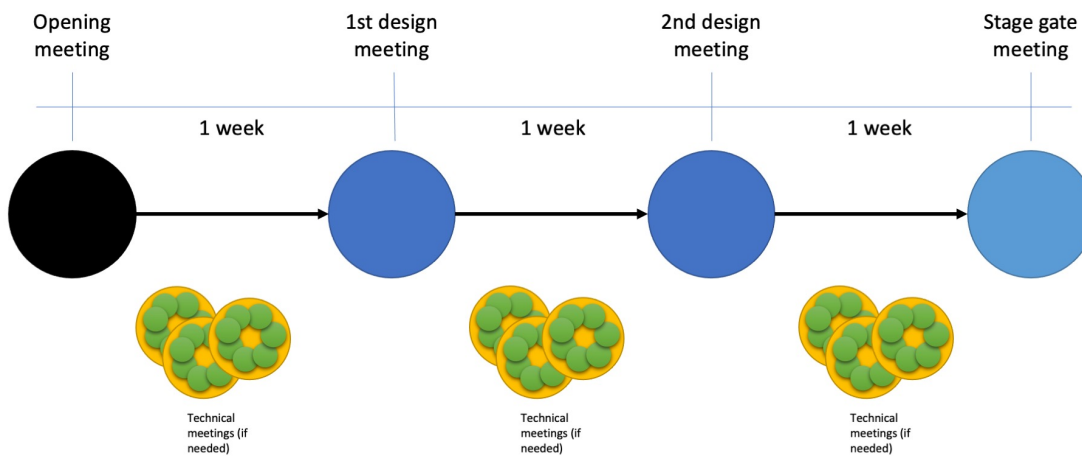 Opening
meeting
1st design
meeting
2nd design
meeting
Stage gate
meeting
1 week
1 week
1 week
Technical
meetings (if
needed)
Technical
meetings (if
needed)
Technical
meetings (if
needed)